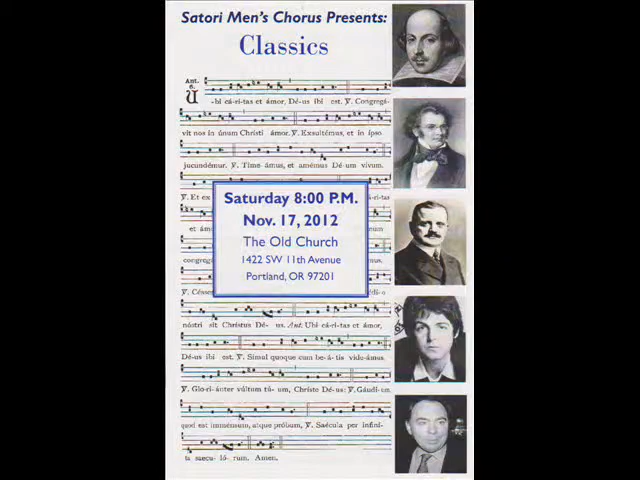 Satori Men's Chorus Presents:
Classics
Ant.
6.
U
-bi cá-ri-tas et ámor, Dé-us ibi est. V. Congregá-
vit nos in únum Christi ámor. V. Exsultémus, et in ípso
jucundémur. V. Time- ámus, et amémus Dé-um vivum.
V. Et ex
Saturday 8:00 P.M.
Nov. 17, 2012
The Old Church
1422 SW 11th Avenue
Portland, OR 97201
nóstri sit Christus Dé- us. Ant. Ubi cá-ri-tas et ámor,
Dé-us ibi est. V. Simul quoque cum be-á-tis vide-ámus.
V. Glo-ri-ánter vúltum tú- um, Christe Dé-us: V. Gáudi-um
quod est imménsum, atque próbum, V. Saécula per infiní-
ta saecu- ló- rum. Amen.